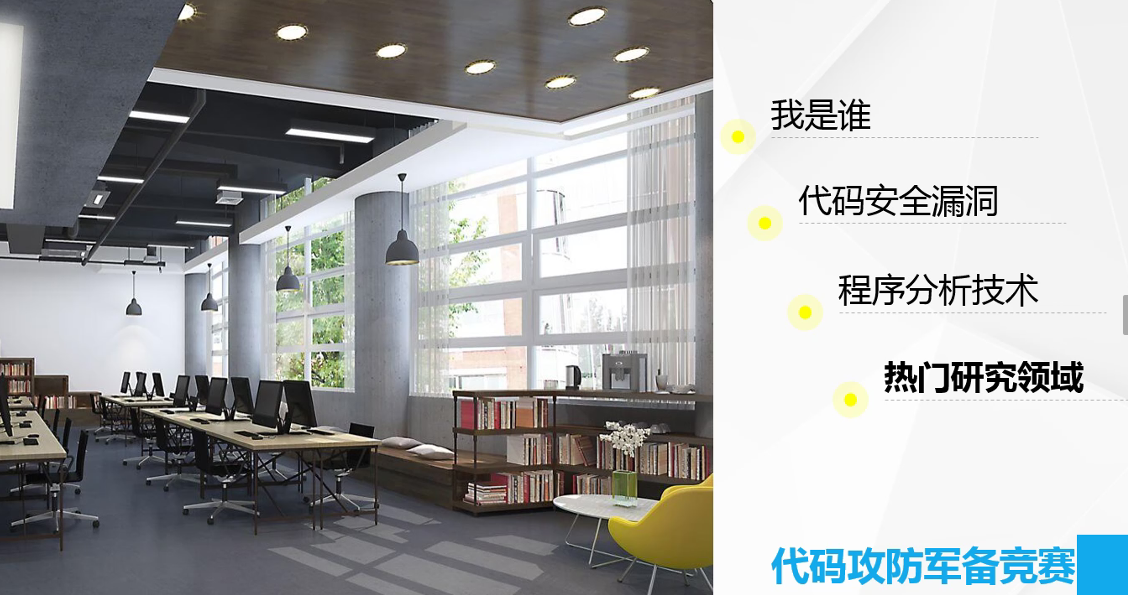 我是谁
代码安全漏洞
程序分析技术
热门研究领域
代码攻防军备竞赛